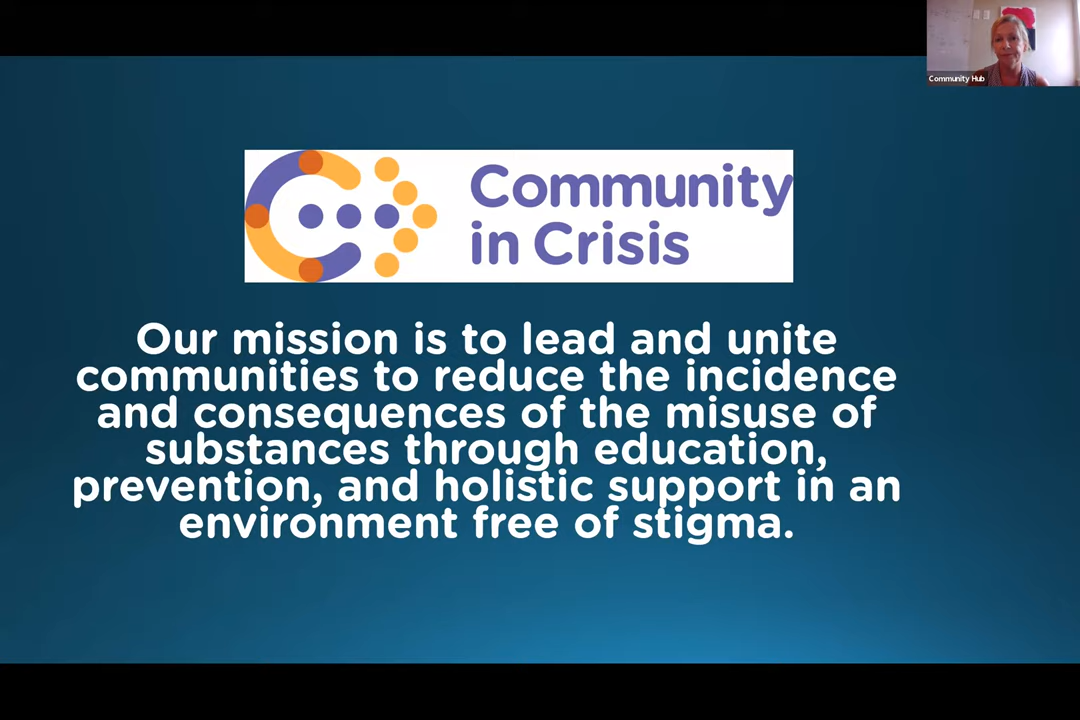 Community Hub
Community
in Crisis
Our mission is to lead and unite
communities to reduce the incidence
and consequences of the misuse of
substances through education,
prevention, and holistic support in an
environment free of stigma.